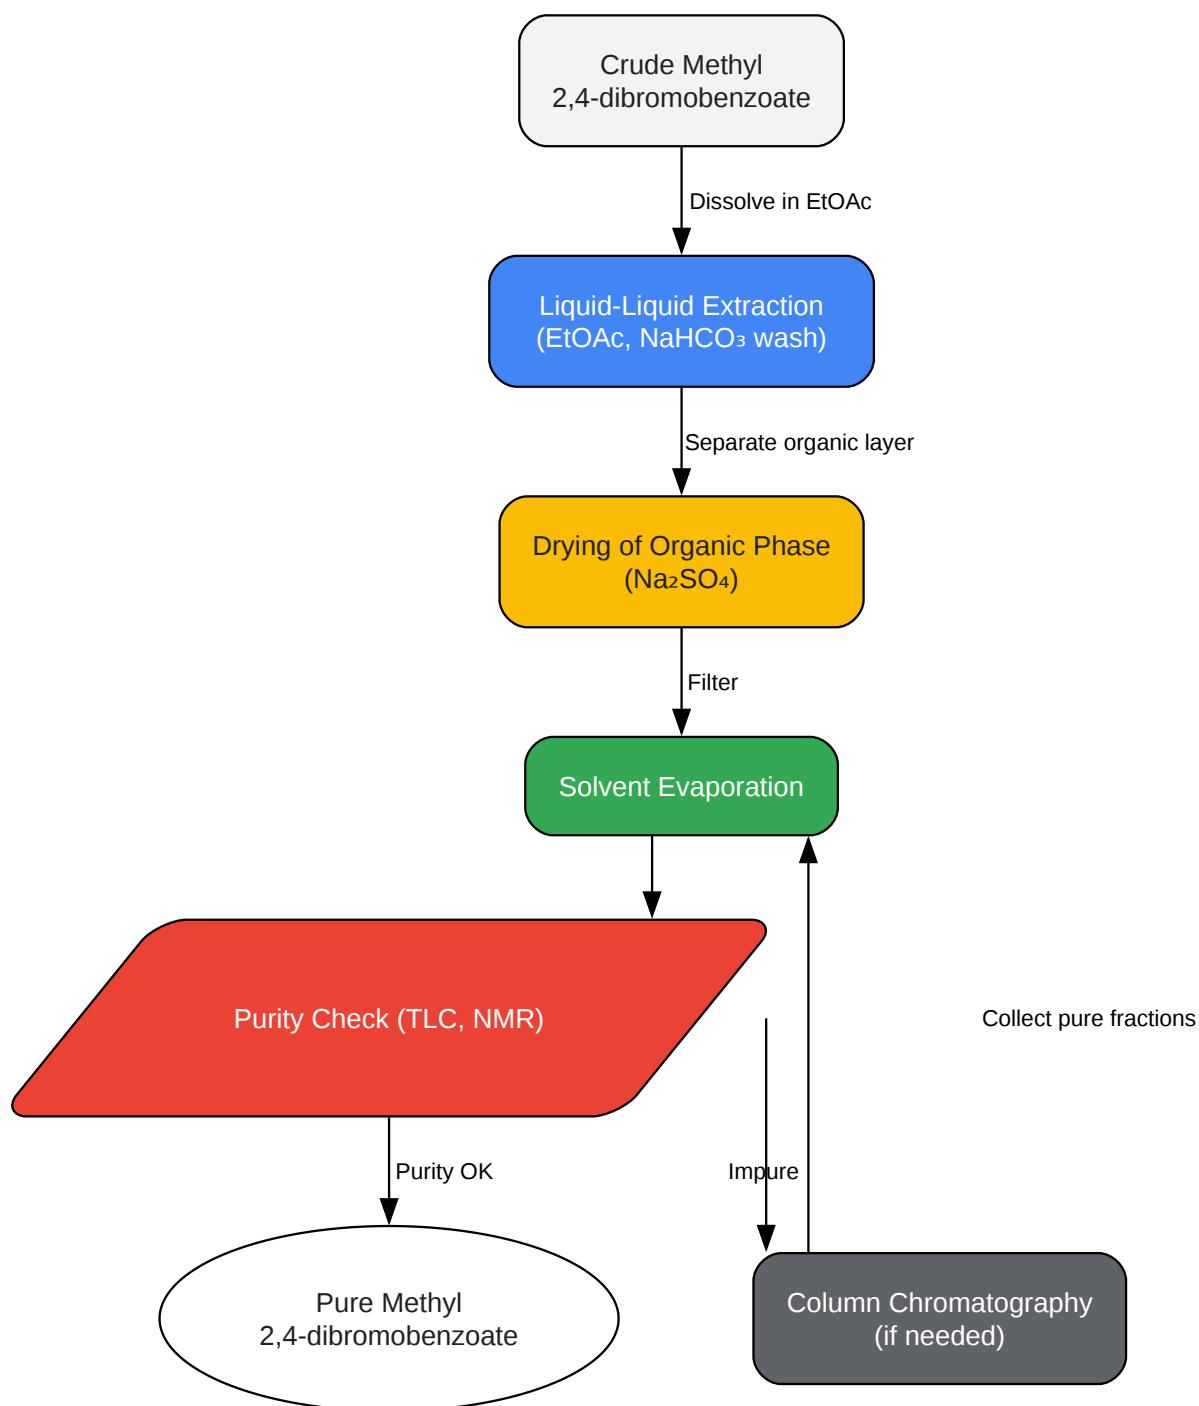 Crude Methyl
2,4-dibromobenzoate
Dissolve in EtOAc
Liquid-Liquid Extraction
(EtOAc, NaHCO₃ wash)
Separate organic layer
Drying of Organic Phase
(Na₂SO₄)
Filter
Solvent Evaporation
Purity Check (TLC, NMR)
Collect pure fractions
Purity OK
Impure
Pure Methyl
2,4-dibromobenzoate
Column Chromatography
(if needed)